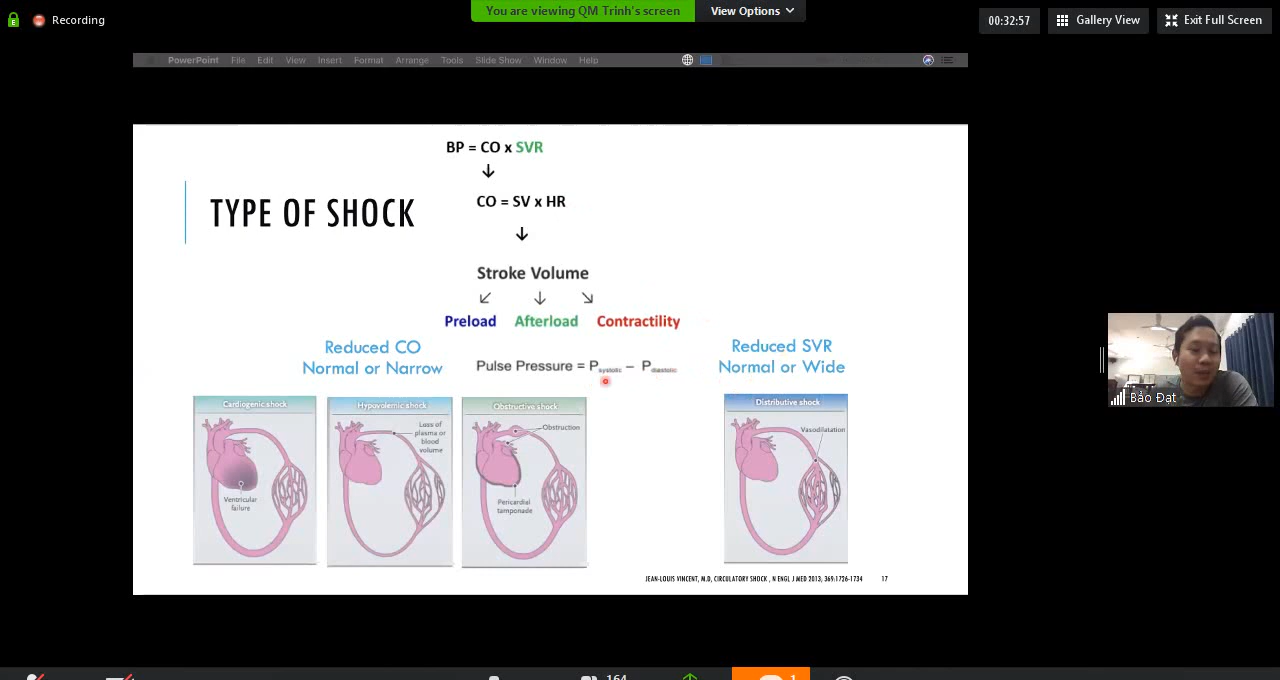 Recording
You are viewing QM Trinh's screen
View Options
00:32:57
Gallery View
Exit Full Screen
PowerPoint File Edit View Insert Format Arrange Tools Slide Show Window Help
BP = CO x SVR
CO = SV x HR
TYPE OF SHOCK
Stroke Volume
Preload Afterload Contractility
Reduced CO
Normal or Narrow
Pulse Pressure = P systolic – P diastolic
Reduced SVR
Normal or Wide
Cardiogenic shock
Ventricular
failure
Hypovolemic shock
Loss of
plasma or
blood
volume
Obstructive shock
Obstruction
Pericardial
tamponade
Distributive shock
Vasodilatation
JEAN-LOUIS VINCENT, M.D, CIRCULATORY SHOCK , N ENGL J MED 2013; 369:1726-1734
17
Bảo Đạt
164
1